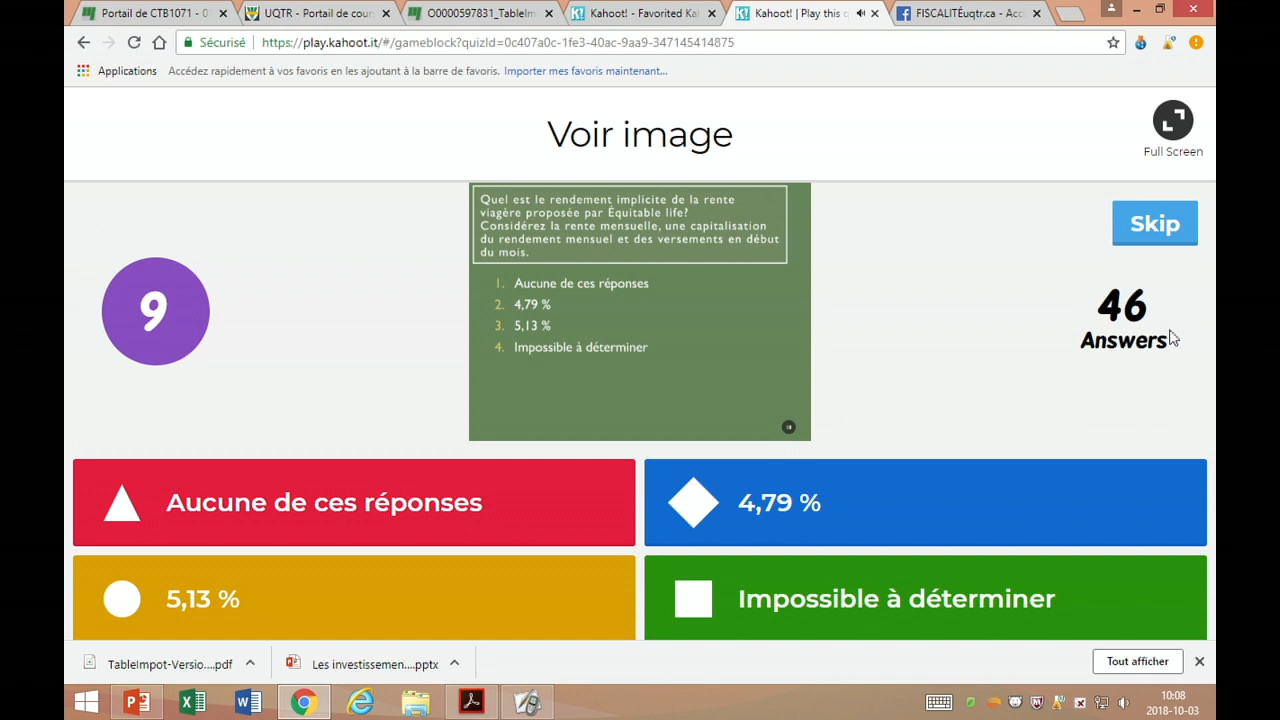 Portail de CTB1071 - 0
UQTR - Portail de cour
O0000597831_TableIm
Kahoot! - Favorited Ka
Kahoot! | Play this q
FISCALITÉuqtr.ca - Acc
Sécurisé
https://play.kahoot.it/#/gameblock?quizId=0c407a0c-1fe3-40ac-9aa9-347145414875
Applications
Accédez rapidement à vos favoris en les ajoutant à la barre de favoris. Importer mes favoris maintenant...
Voir image
Full Screen
Quel est le rendement implicite de la rente
viagère proposée par Équitable life?
Considérez la rente mensuelle, une capitalisation
du rendement mensuel et des versements en début
du mois.
1. Aucune de ces réponses
2. 4,79 %
3. 5,13 %
4. Impossible à déterminer
18
Skip
9
46
Answers
Aucune de ces réponses
4,79 %
5,13 %
Impossible à déterminer
TableImpot-Versio....pdf
Les investissemen....pptx
Tout afficher
10:08
2018-10-03